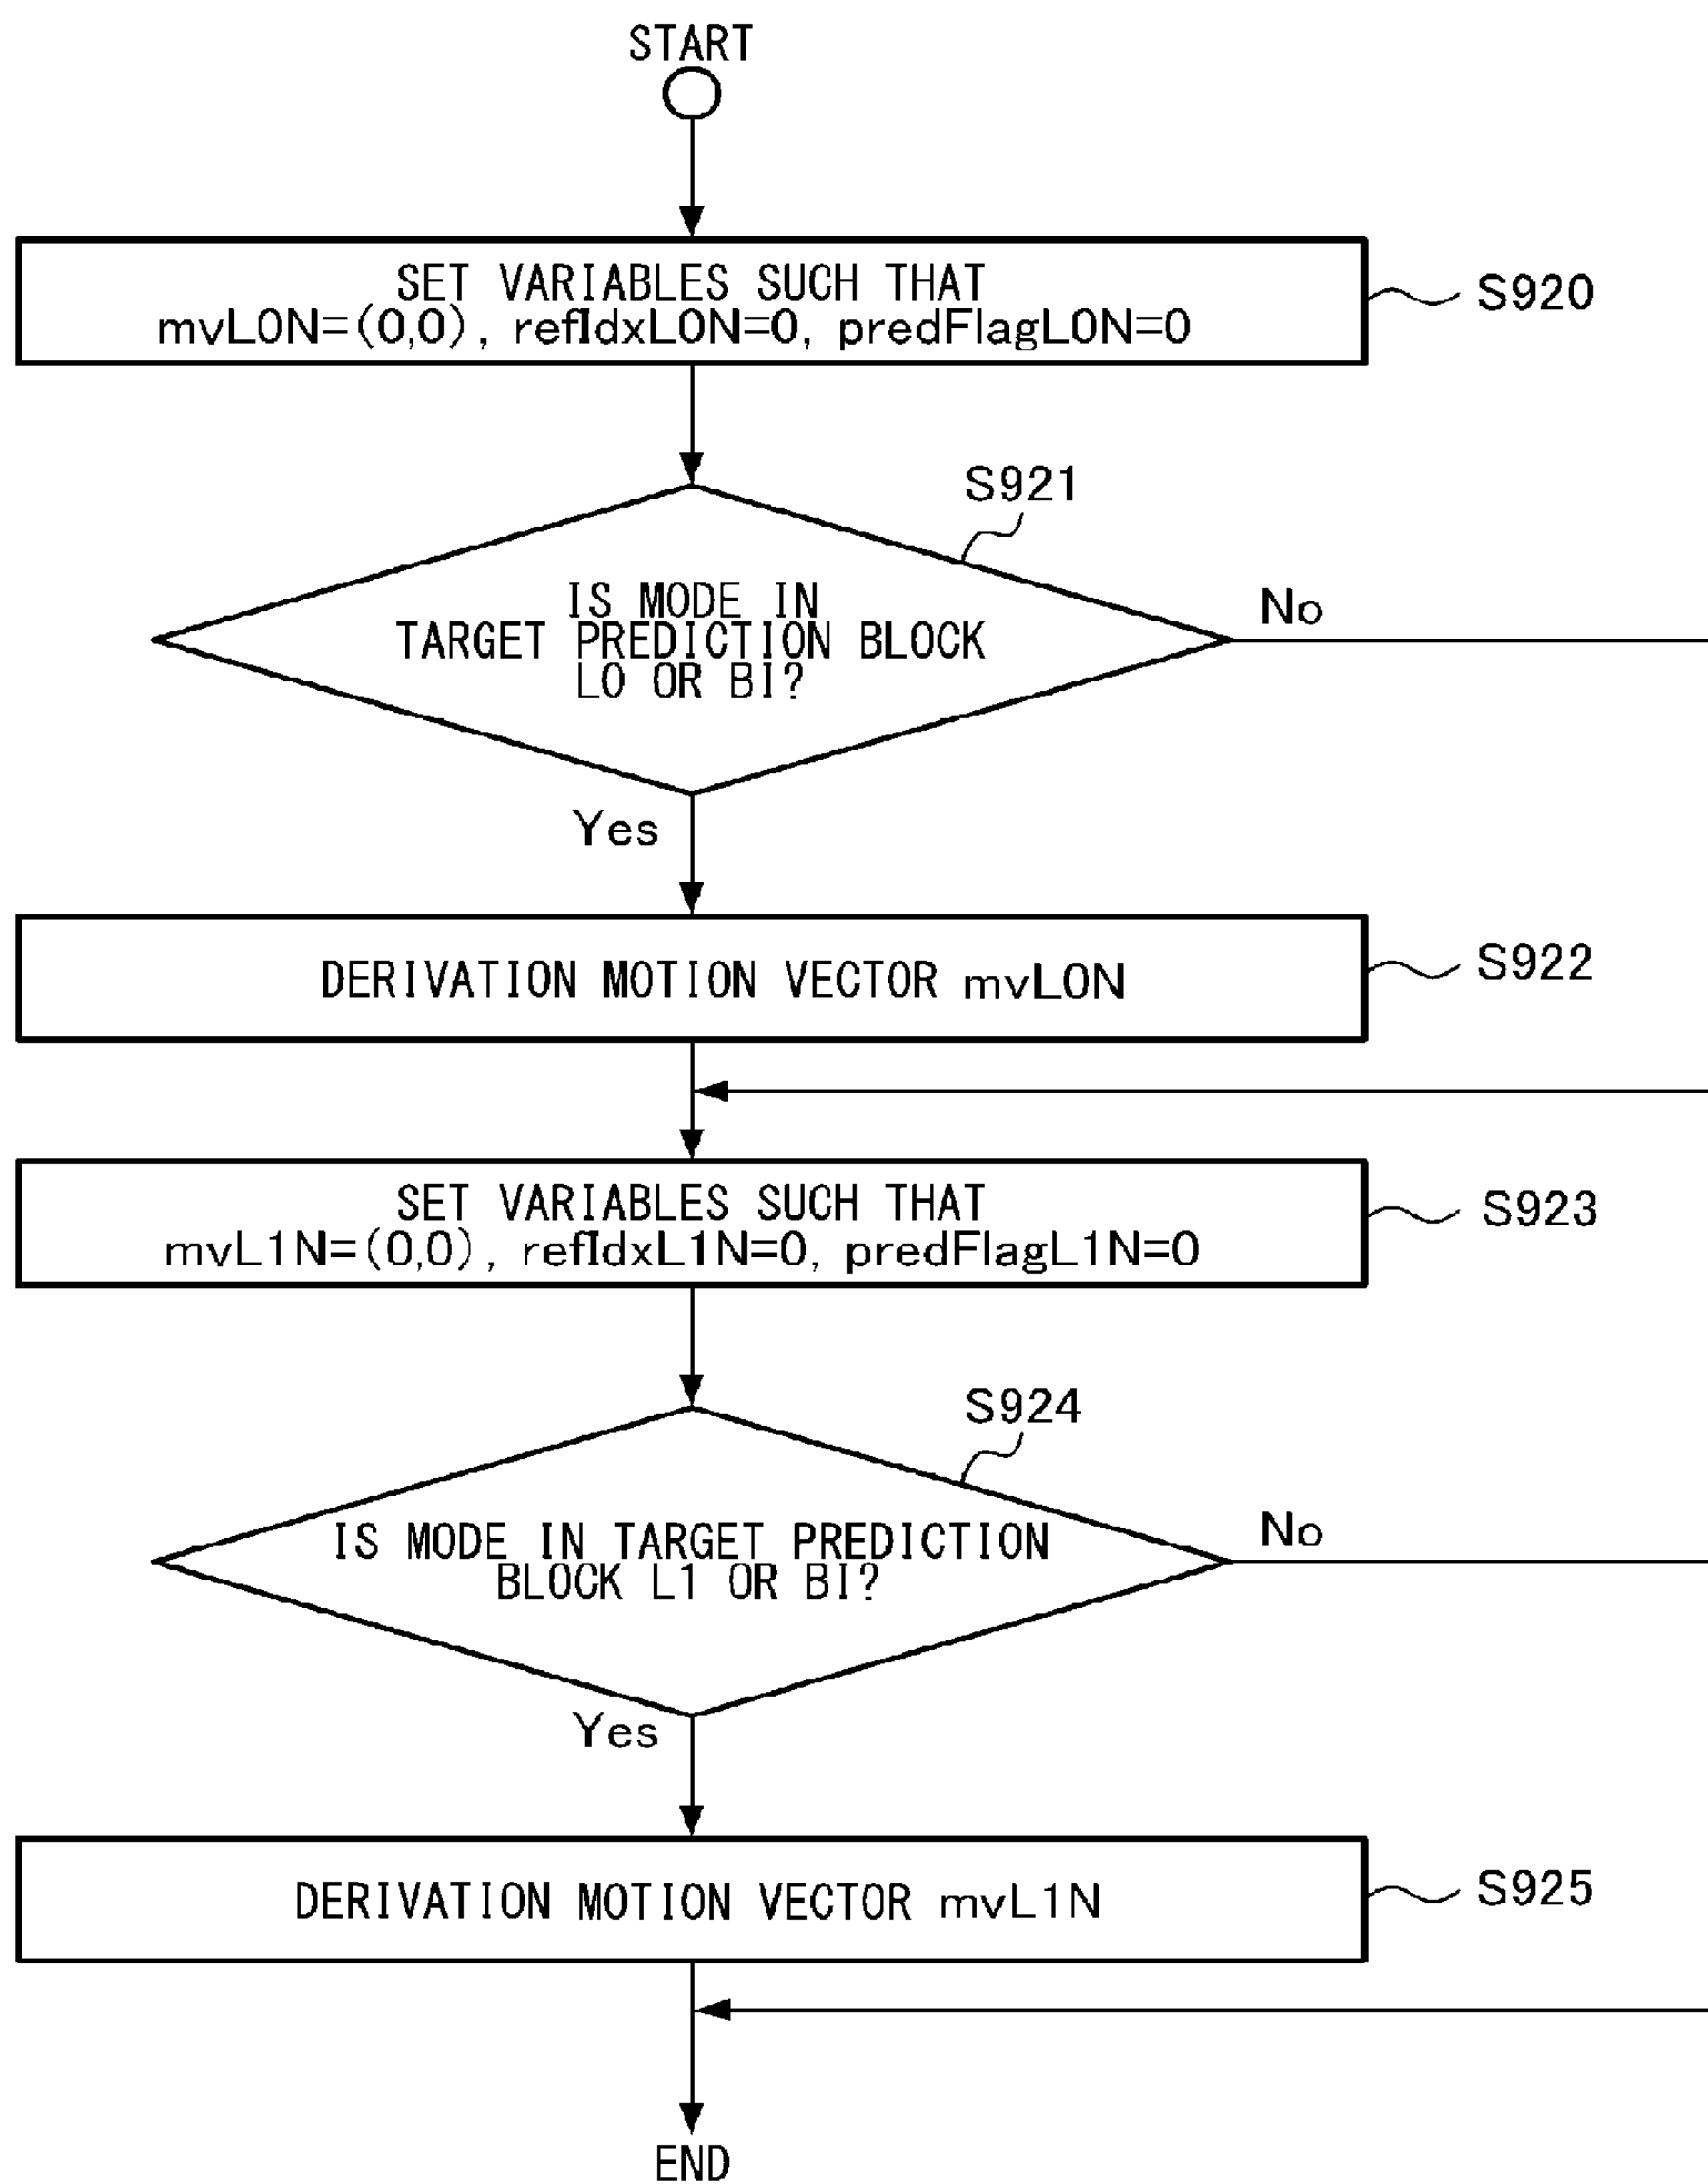 START
SET VARIABLES SUCH THAT
mvL0N=(0,0), refIdxL0N=0, predFlagL0N=0
S920
S921
IS MODE IN
TARGET PREDICTION BLOCK
L0 OR BI?
No
Yes
DERIVATION MOTION VECTOR mvL0N
S922
SET VARIABLES SUCH THAT
mvL1N=(0,0), refIdxL1N=0, predFlagL1N=0
S923
S924
IS MODE IN TARGET PREDICTION
BLOCK L1 OR BI?
No
Yes
DERIVATION MOTION VECTOR mvL1N
S925
END